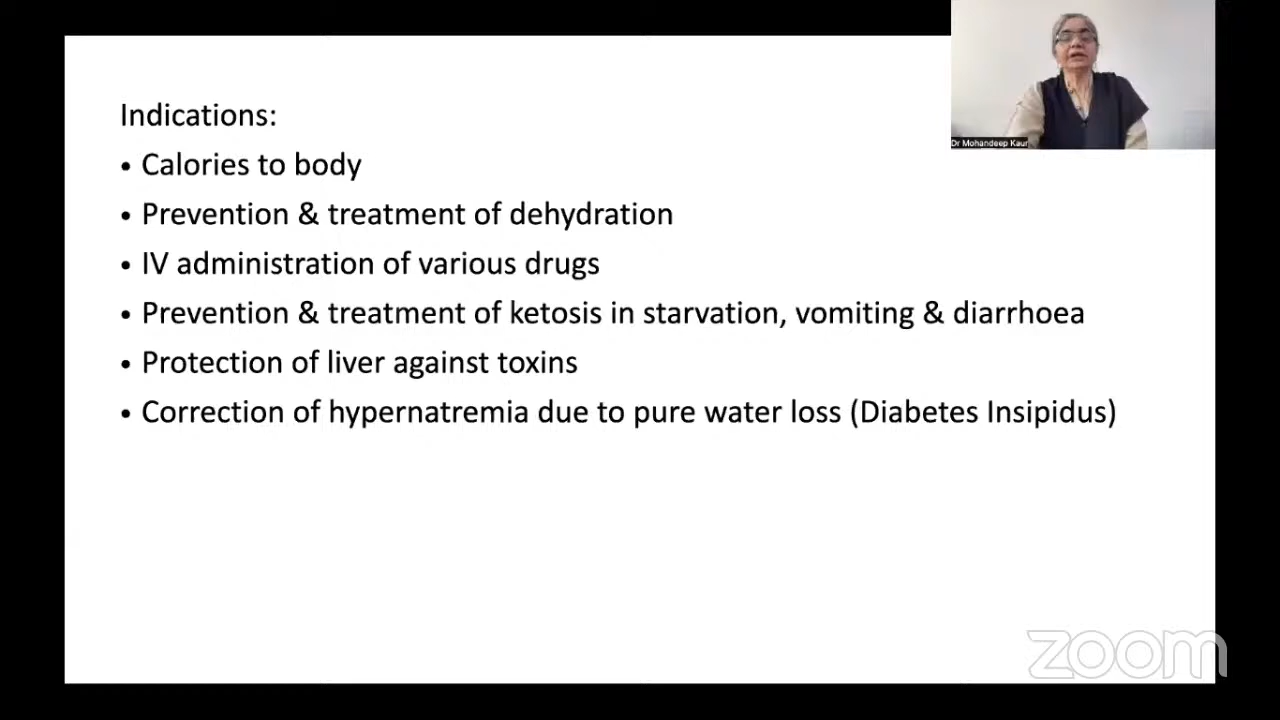 Indications:
• Calories to body
• Prevention & treatment of dehydration
• IV administration of various drugs
• Prevention & treatment of ketosis in starvation, vomiting & diarrhoea
• Protection of liver against toxins
• Correction of hypernatremia due to pure water loss (Diabetes Insipidus)
Dr Mohandeep Kaur
zoom